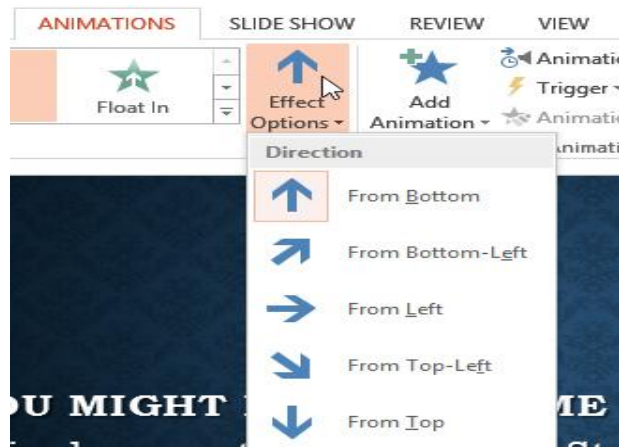 ANIMATIONS SLIDE SHOW REVIEW VIEW
Float In
Effect Options
Add Animation
Trigger
Direction
From Bottom
From Bottom-Left
From Left
From Top-Left
From Top
MIGHT